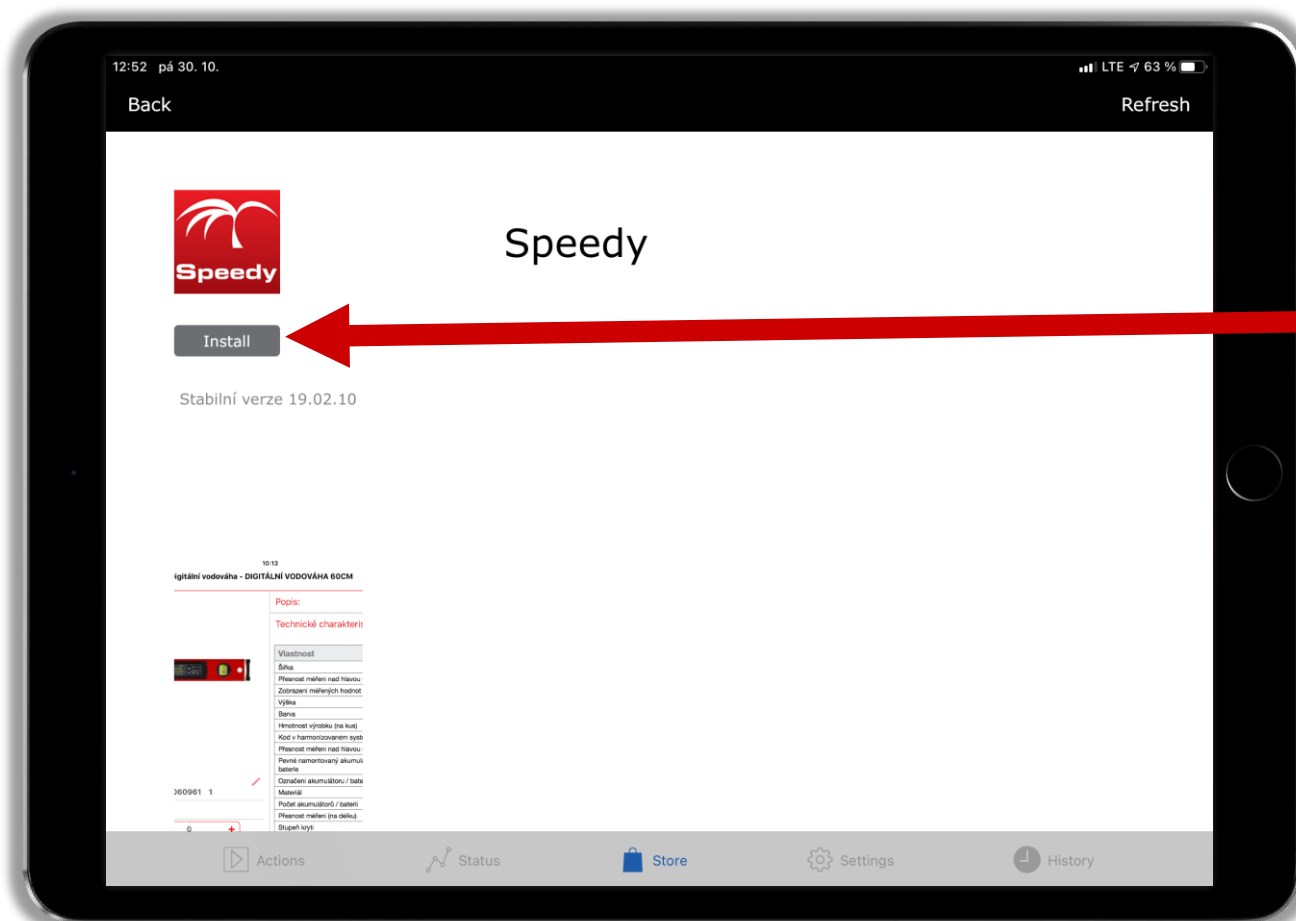 12:52 pá 30. 10.
LTE 63 %
Back
Refresh
Speedy
Speedy
Install
Stabilní verze 19.02.10
10:13
igitální vodováha - DIGITÁLNÍ VODOVÁHA 60CM
Popis:
Technické charakteris
Vlastnost
Šířka
Přesnost měření nad hlavou
Zobrazení měřených hodnot
Výška
Barva
Hmotnost výrobku (na kus)
Kód v harmonizovaném systé
Přesnost měření nad hlavou
Pevně namontovaný akumulá
baterie
Označení akumulátoru / bate
060961 1
Materiál
Počet akumulátorů / baterií
Přesnost měření (na délku)
0 +
Stupeň krytí
Actions
Status
Store
Settings
History